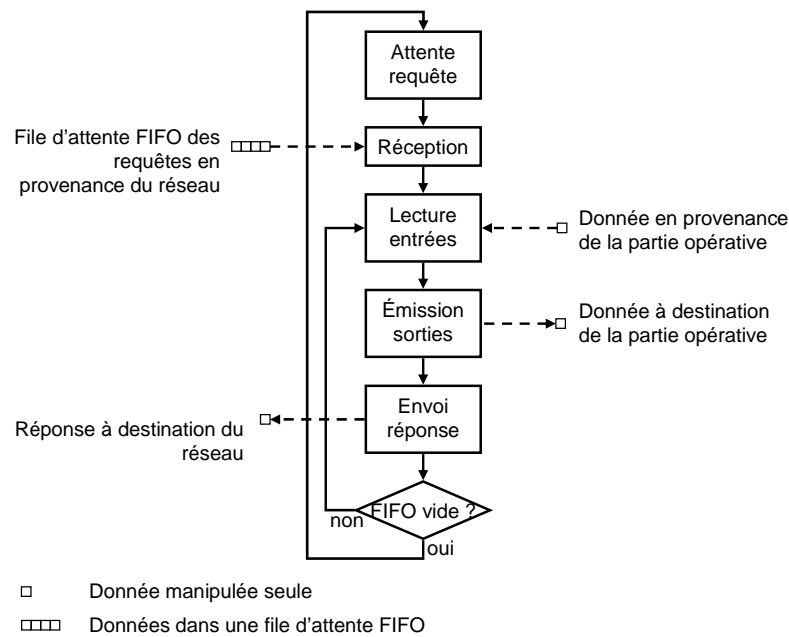 Attente
requête
File d'attente FIFO des
requêtes en
provenance du réseau
Réception
Lecture
entrées
Donnée en provenance
de la partie opérative
Émission
sorties
Donnée à destination
de la partie opérative
Envoi
réponse
Réponse à destination du
réseau
FIFO vide ?
non
oui
Donnée manipulée seule
Données dans une file d'attente FIFO